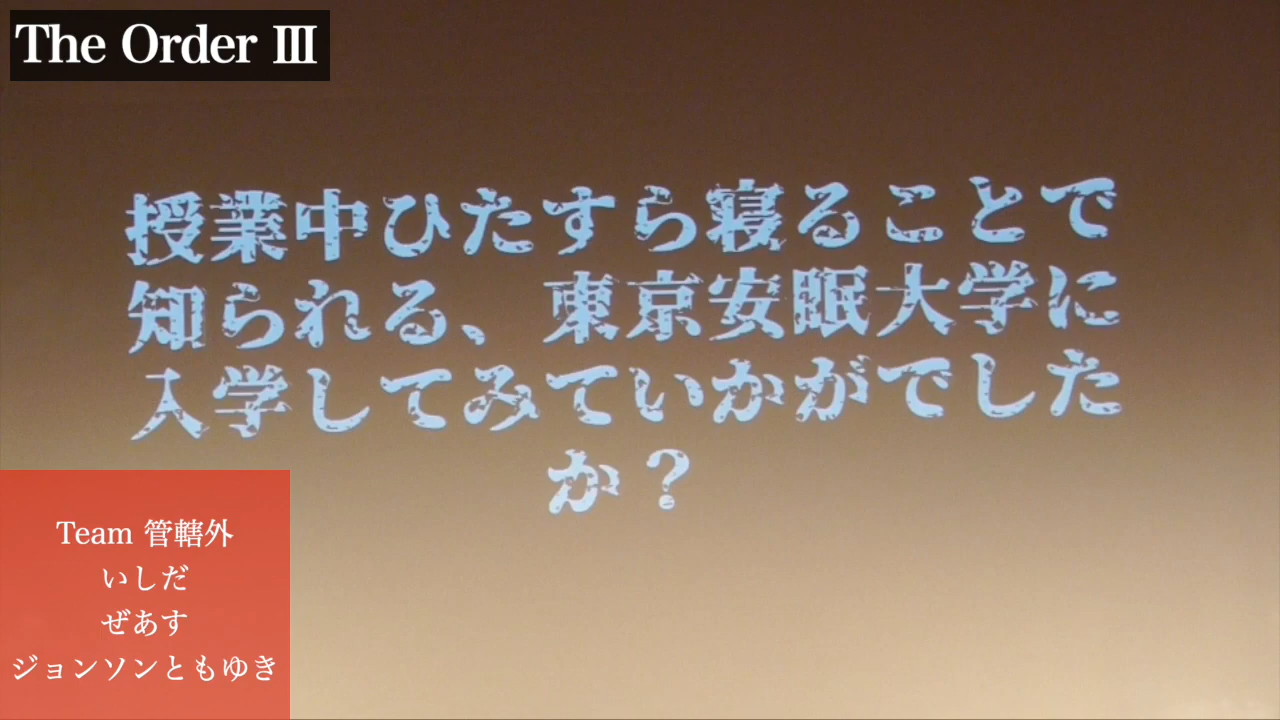 The Order Ⅲ
授業中ひたすら寝ることで
知られる、東京安眠大学に
入学してみていかがでした
か？
Team 管轄外
いしだ
ぜあす
ジョンソンともゆき